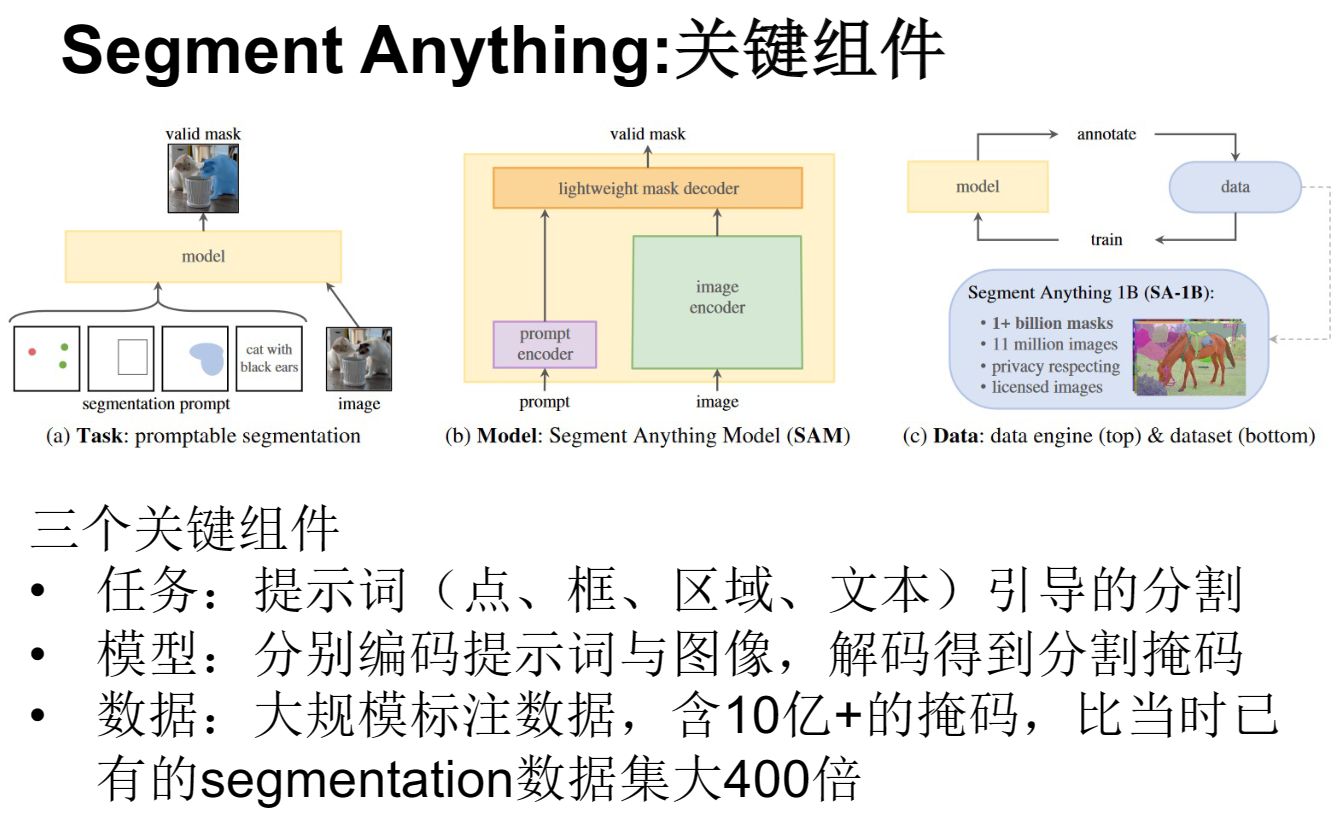 Segment Anything:关键组件
valid mask
model
cat with
black ears
segmentation prompt
image
(a) Task: promptable segmentation
valid mask
lightweight mask decoder
image
encoder
prompt
encoder
prompt
image
(b) Model: Segment Anything Model (SAM)
annotate
model
data
train
Segment Anything 1B (SA-1B):
• 1+ billion masks
• 11 million images
• privacy respecting
• licensed images
(c) Data: data engine (top) & dataset (bottom)
三个关键组件
• 任务：提示词（点、框、区域、文本）引导的分割
• 模型：分别编码提示词与图像，解码得到分割掩码
• 数据：大规模标注数据，含10亿+的掩码，比当时已
有的segmentation数据集大400倍